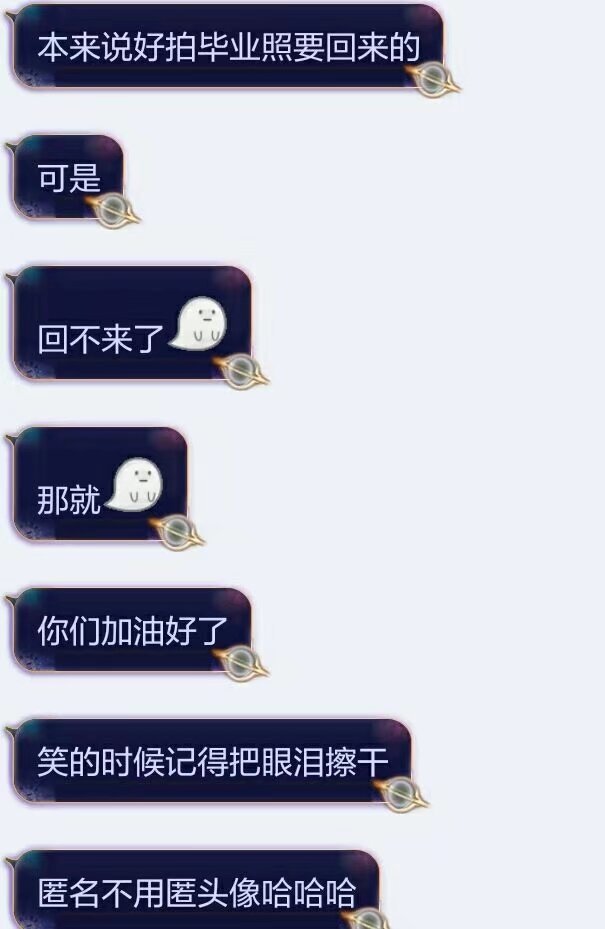 本来说好拍毕业照要回来的
可是
回不来了
那就
你们加油好了
笑的时候记得把眼泪擦干
匿名不用匿头像哈哈哈